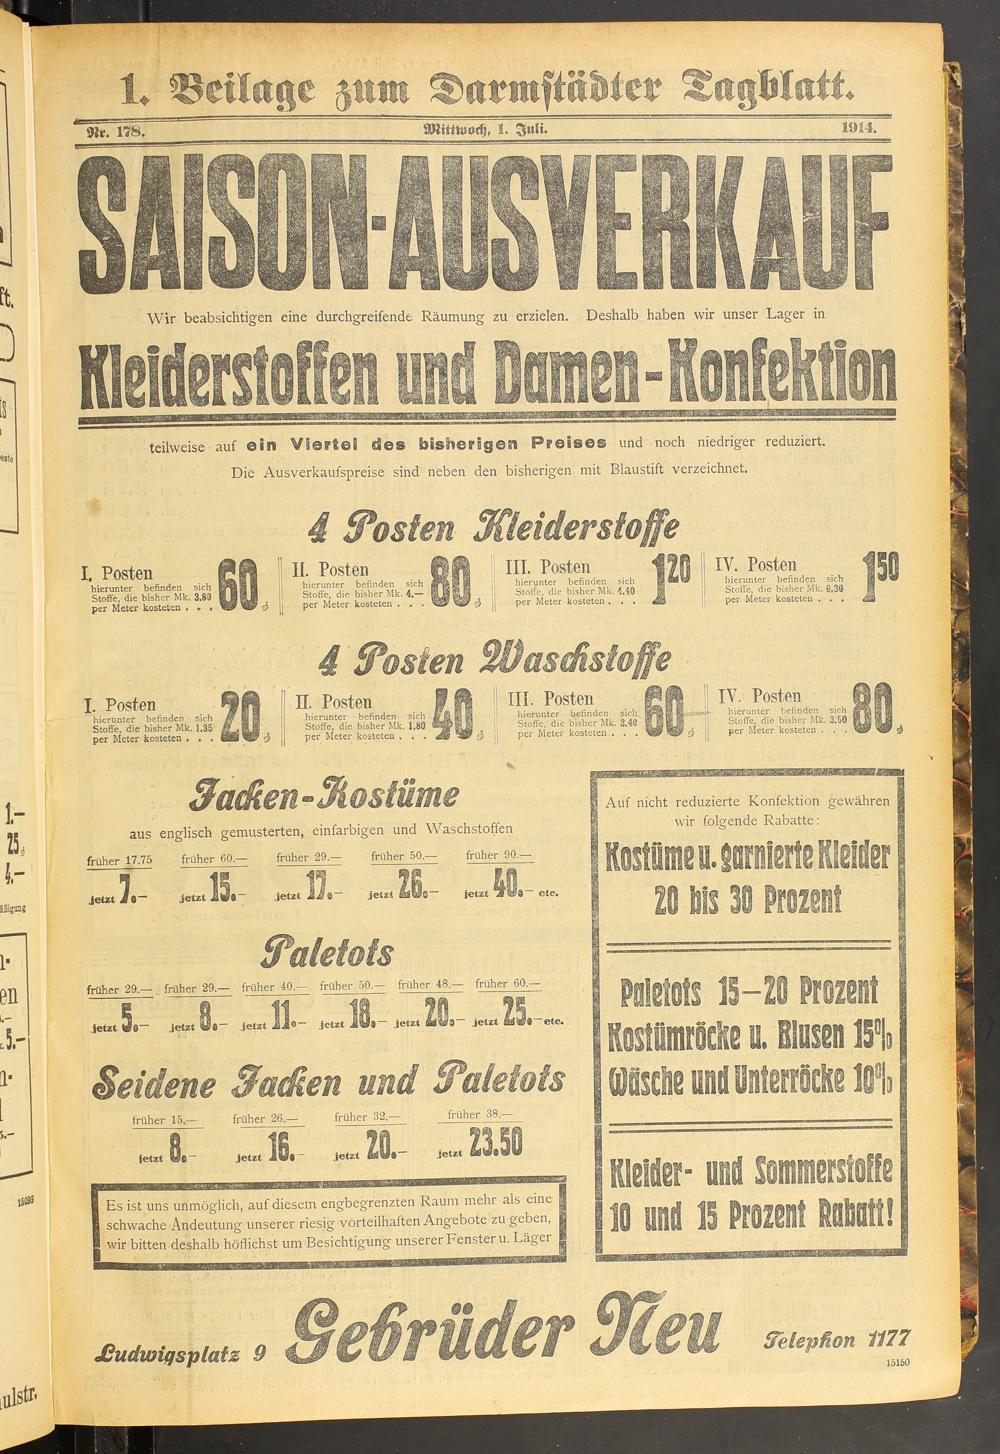 1. Beilage zum Darmstädter Tagblatt.
Nr. 178. Mittwoch, 1. Juli. 1914.
SAISON-AUSVERKAUF
Wir beabsichtigen eine durchgreifende Räumung zu erzielen. Deshalb haben wir unser Lager in
Kleiderstoffen und Damen-Konfektion
teilweise auf ein Viertel des bisherigen Preises und noch niedriger reduziert.
Die Ausverkaufspreise sind neben den bisherigen mit Blaustift verzeichnet.
4 Posten Kleiderstoffe
I. Posten
hierunter befinden sich
Stoffe, die bisher Mk. 3.80
per Meter kosteten . . .
60 ₰
II. Posten
hierunter befinden sich
Stoffe, die bisher Mk. 4.—
per Meter kosteten . . .
80 ₰
III. Posten
hierunter befinden sich
Stoffe, die bisher Mk. 4.40
per Meter kosteten . . .
1 20
IV. Posten
hierunter befinden sich
Stoffe, die bisher Mk. 6.30
per Meter kosteten . . .
1 50
4 Posten Waschstoffe
I. Posten
hierunter befinden sich
Stoffe, die bisher Mk. 1.35
per Meter kosteten . . .
20 ₰
II. Posten
hierunter befinden sich
Stoffe, die bisher Mk. 1.80
per Meter kosteten . . .
40 ₰
III. Posten
hierunter befinden sich
Stoffe, die bisher Mk. 2.40
per Meter kosteten . . .
60 ₰
IV. Posten
hierunter befinden sich
Stoffe, die bisher Mk. 3.50
per Meter kosteten . . .
80 ₰
Jacken-Kostüme
aus englisch gemusterten, einfarbigen und Waschstoffen
früher 17.75 früher 60.— früher 29.— früher 50.— früher 90.—
jetzt 7.— jetzt 15.— jetzt 17.— jetzt 26.— jetzt 40.— etc.
Paletots
früher 29.— früher 29.— früher 40.— früher 50.— früher 48.— früher 60.—
jetzt 5.— jetzt 8.— jetzt 11.— jetzt 18.— jetzt 20.— jetzt 25.—etc.
Seidene Jacken und Paletots
früher 15.— früher 26.— früher 32.— früher 38.—
jetzt 8.— jetzt 16.— jetzt 20.— jetzt 23.50
Es ist uns unmöglich, auf diesem engbegrenzten Raum mehr als eine
schwache Andeutung unserer riesig vorteilhaften Angebote zu geben,
wir bitten deshalb höflichst um Besichtigung unserer Fenster u. Läger
Auf nicht reduzierte Konfektion gewähren
wir folgende Rabatte:
Kostüme u. garnierte Kleider
20 bis 30 Prozent
Paletots 15—20 Prozent
Kostümröcke u. Blusen 15%
Wäsche und Unterröcke 10%
Kleider- und Sommerstoffe
10 und 15 Prozent Rabatt!
Ludwigsplatz 9 Gebrüder Neu Telephon 1177
15150